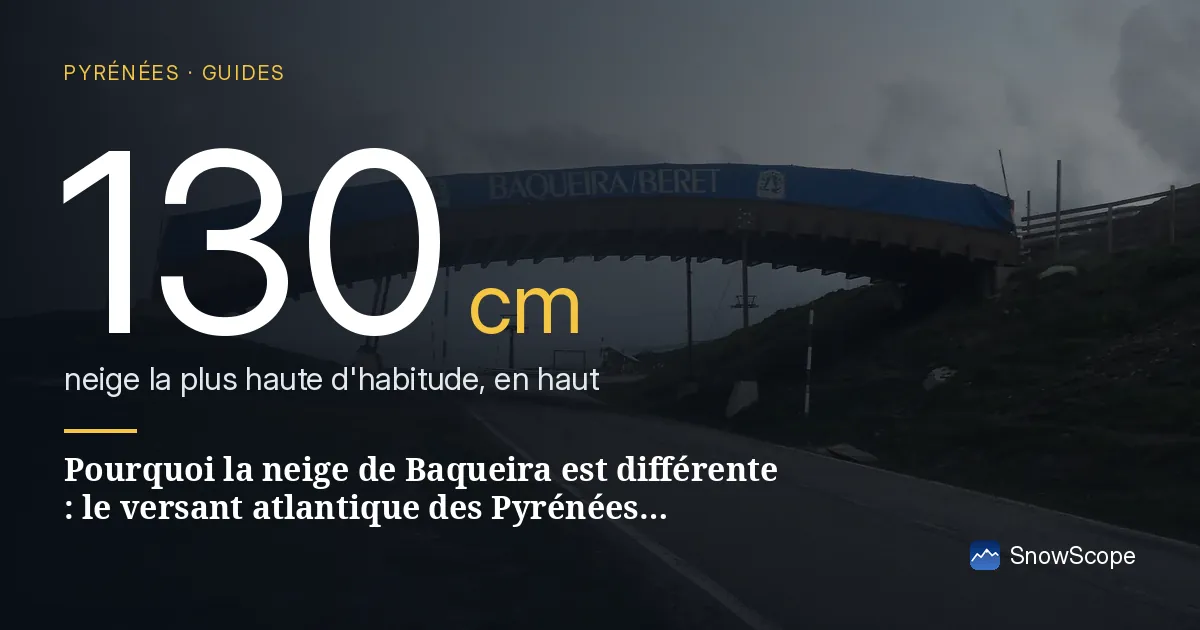 PYRÉNÉES · GUIDES
BAQUEIRA/BERET
130 cm
neige la plus haute d'habitude, en haut
Pourquoi la neige de Baqueira est différente
: le versant atlantique des Pyrénées...
SnowScope